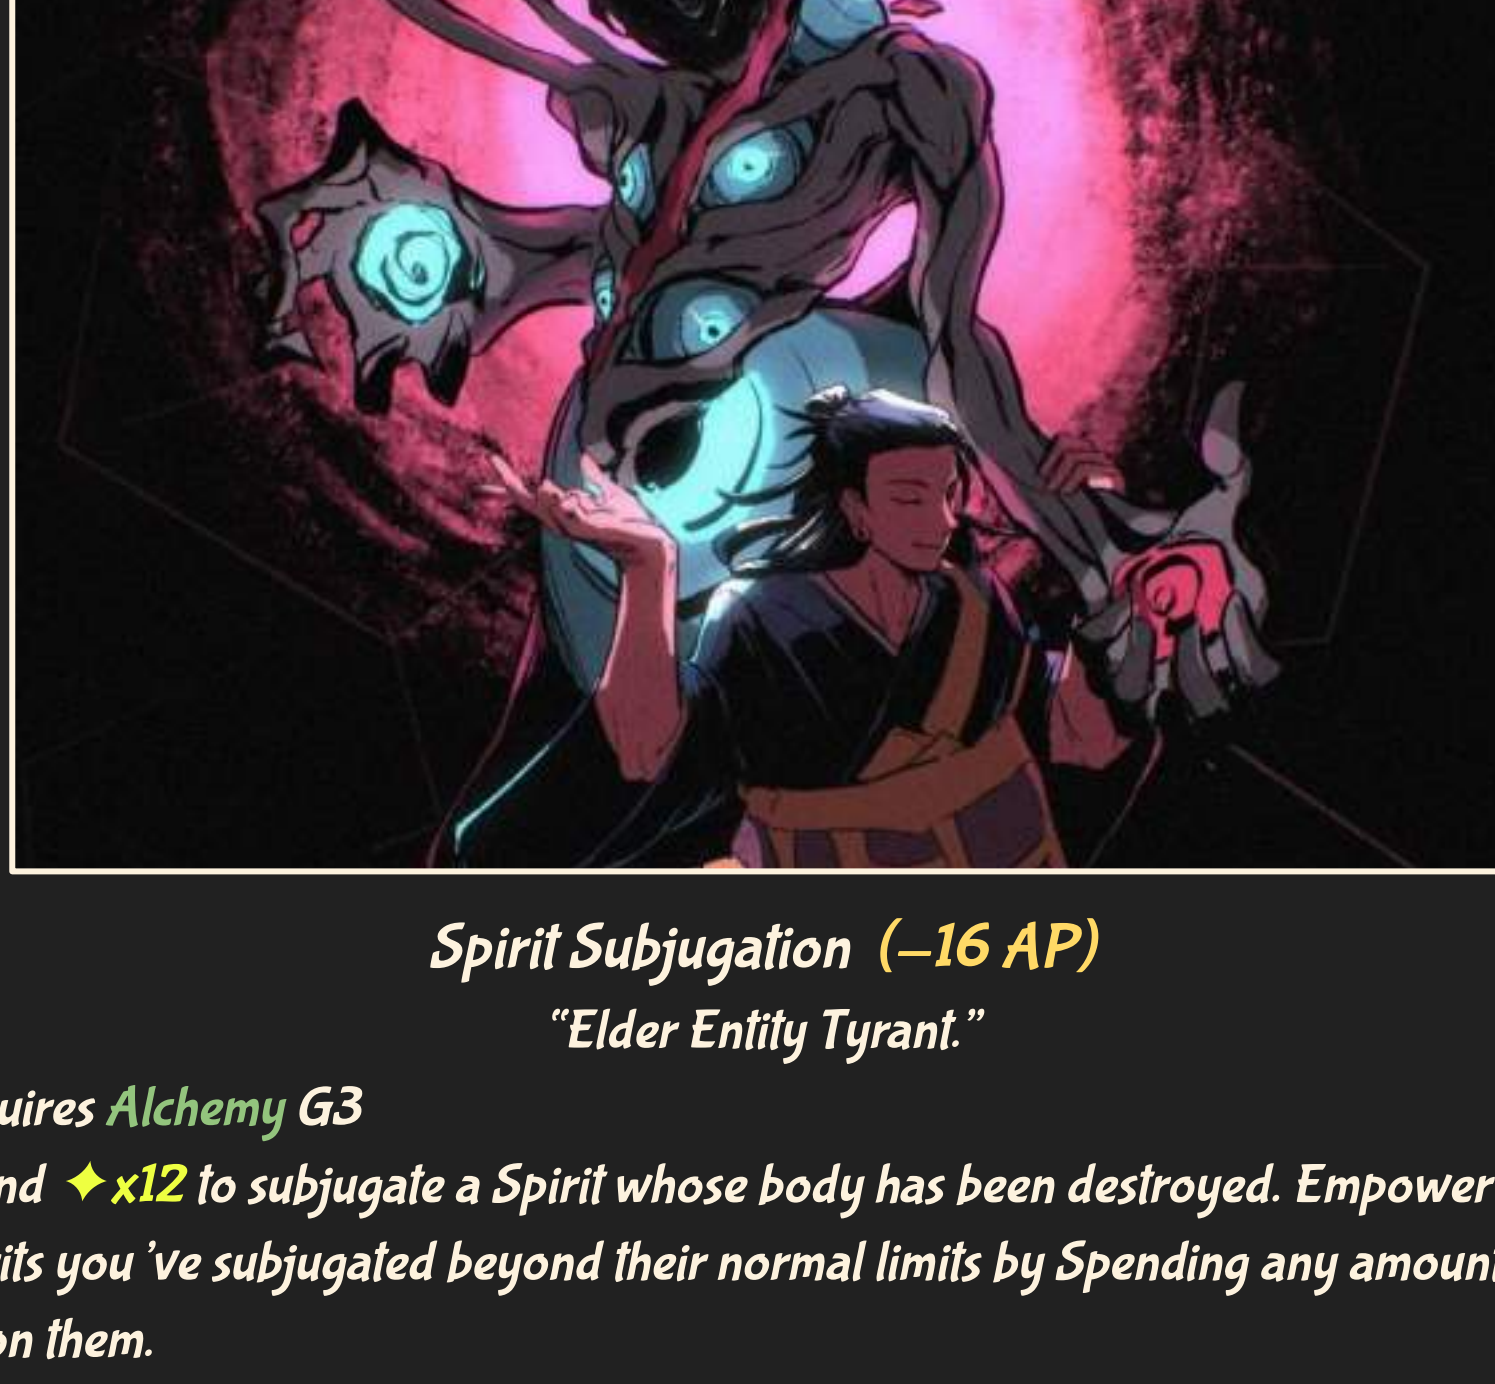 Spirit Subjugation (–16 AP)
“Elder Entity Tyrant.”
uires Alchemy G3
nd ✦x12 to subjugate a Spirit whose body has been destroyed. Empower
its you ’ve subjugated beyond their normal limits by Spending any amount
on them.